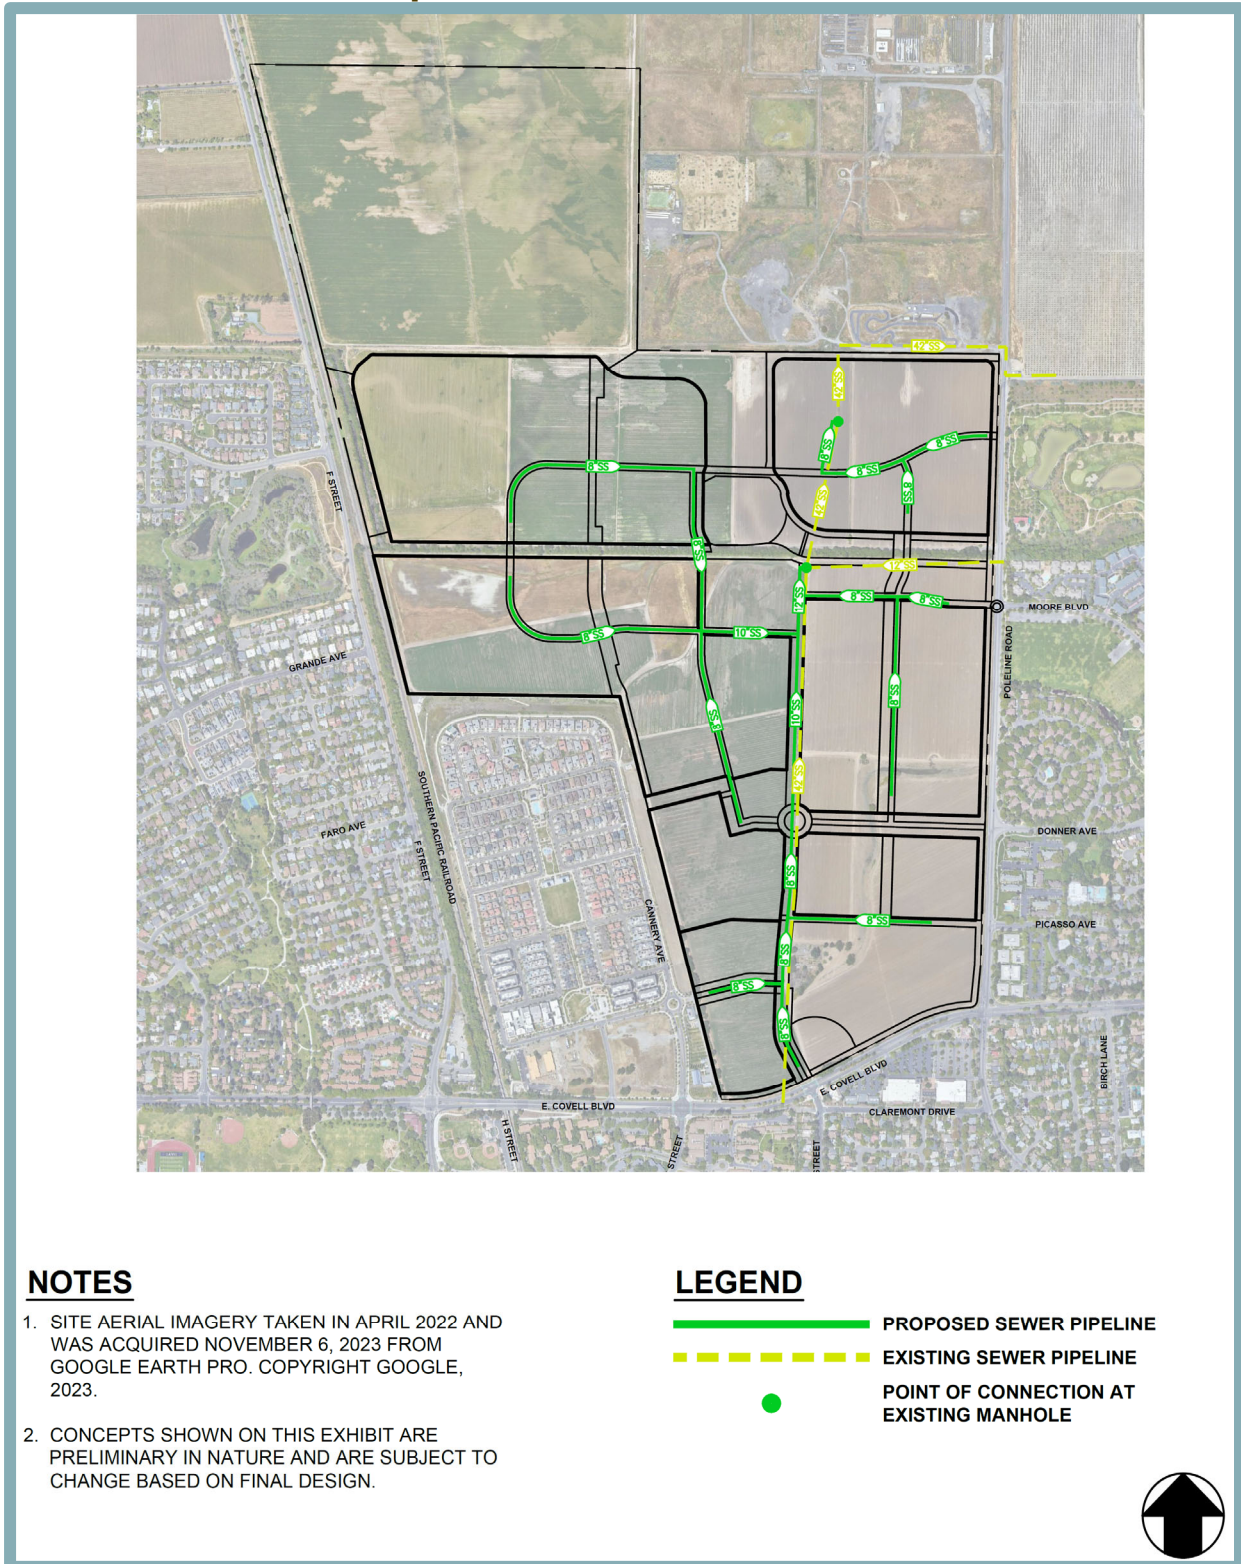 42"SS
42"SS
8"SS
8"SS
8"SS
8"SS
8"SS
42"SS
F STREET
8"SS
12"SS
12"SS
8"SS
8"SS
MOORE BLVD
8"SS
10"SS
GRANDE AVE
POLELINE ROAD
8"SS
8"SS
10"SS
42"SS
SOUTHERN PACIFIC RAILROAD
FARO AVE
F STREET
DONNER AVE
8"SS
CANNERY AVE
8"SS
PICASSO AVE
8"SS
8"SS
8"SS
E. COVELL BLVD
BIRCH LANE
E. COVELL BLVD
CLAREMONT DRIVE
H STREET
STREET
STREET
NOTES
1. SITE AERIAL IMAGERY TAKEN IN APRIL 2022 AND
WAS ACQUIRED NOVEMBER 6, 2023 FROM
GOOGLE EARTH PRO. COPYRIGHT GOOGLE,
2023.
2. CONCEPTS SHOWN ON THIS EXHIBIT ARE
PRELIMINARY IN NATURE AND ARE SUBJECT TO
CHANGE BASED ON FINAL DESIGN.
LEGEND
PROPOSED SEWER PIPELINE
EXISTING SEWER PIPELINE
POINT OF CONNECTION AT
EXISTING MANHOLE